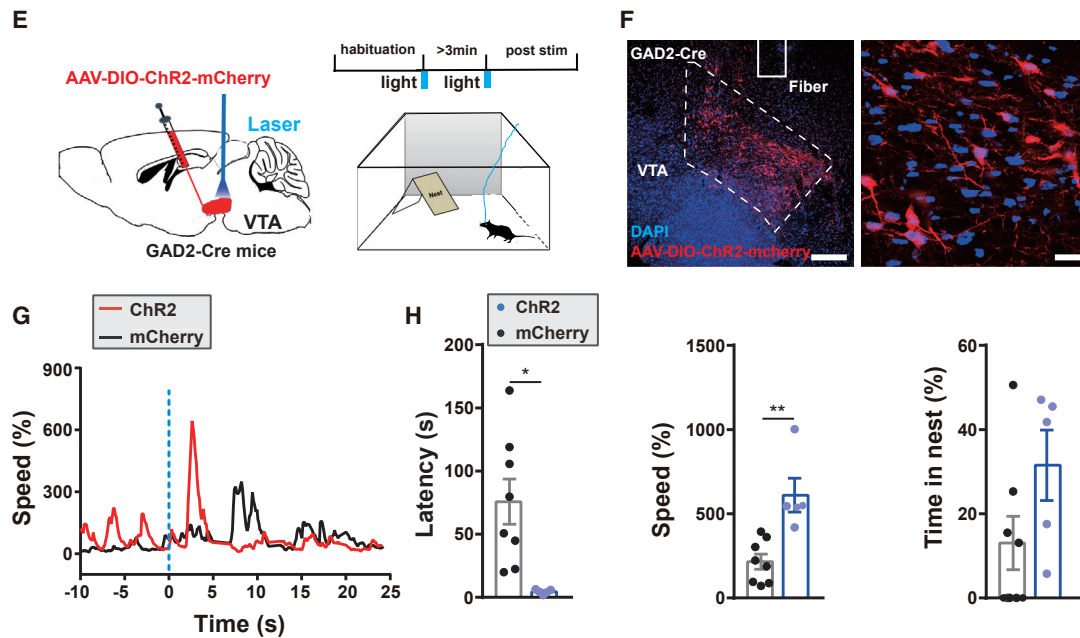 E
habituation >3min post stim
light light
AAV-DIO-ChR2-mCherry
Laser
Nest
VTA
GAD2-Cre mice
F
GAD2-Cre
Fiber
VTA
DAPI
AAV-DIO-ChR2-mcherry
G
ChR2
mCherry
900
600
300
0
Speed (%)
-10 -5 0 5 10 15 20 25
Time (s)
H
ChR2
mCherry
200
150
100
50
0
Latency (s)
*
1500
1000
500
0
Speed (%)
**
60
40
20
0
Time in nest (%)